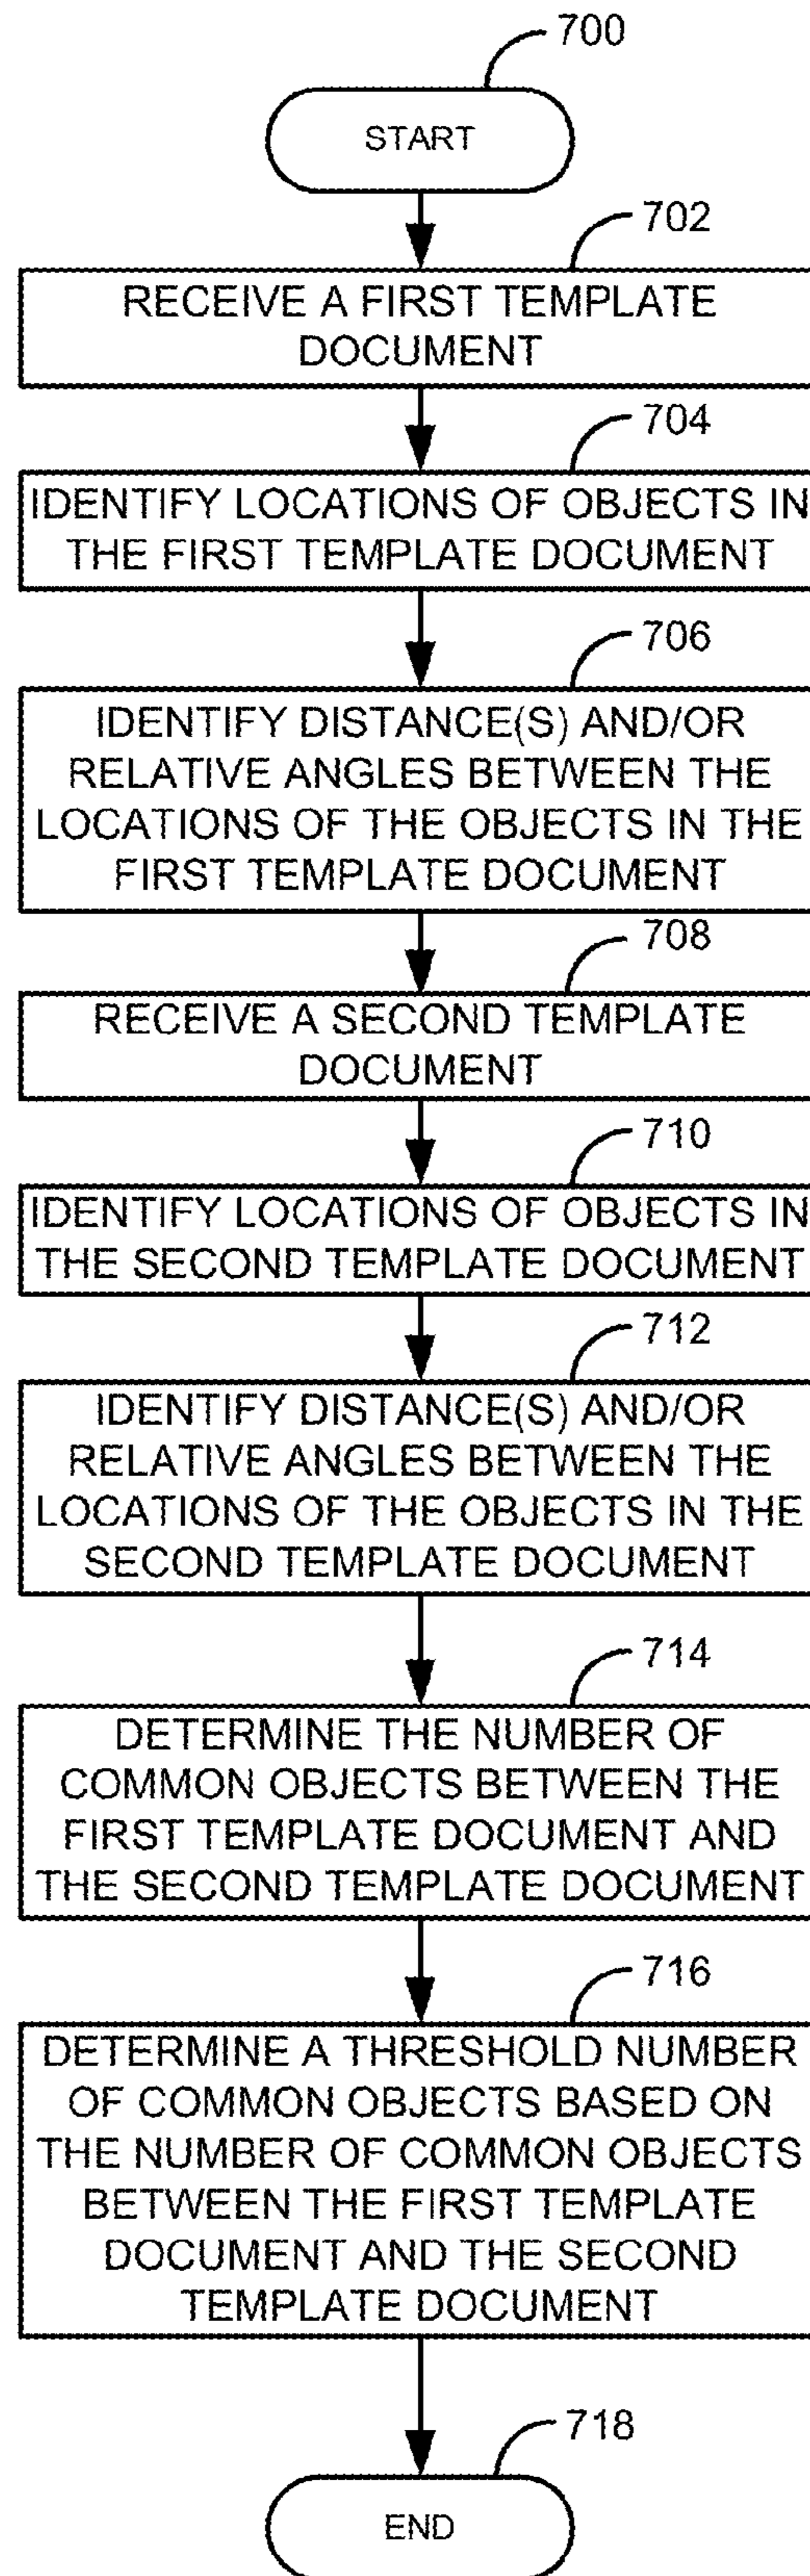 700
START
702
RECEIVE A FIRST TEMPLATE
DOCUMENT
704
IDENTIFY LOCATIONS OF OBJECTS IN
THE FIRST TEMPLATE DOCUMENT
706
IDENTIFY DISTANCE(S) AND/OR
RELATIVE ANGLES BETWEEN THE
LOCATIONS OF THE OBJECTS IN THE
FIRST TEMPLATE DOCUMENT
708
RECEIVE A SECOND TEMPLATE
DOCUMENT
710
IDENTIFY LOCATIONS OF OBJECTS IN
THE SECOND TEMPLATE DOCUMENT
712
IDENTIFY DISTANCE(S) AND/OR
RELATIVE ANGLES BETWEEN THE
LOCATIONS OF THE OBJECTS IN THE
SECOND TEMPLATE DOCUMENT
714
DETERMINE THE NUMBER OF
COMMON OBJECTS BETWEEN THE
FIRST TEMPLATE DOCUMENT AND
THE SECOND TEMPLATE DOCUMENT
716
DETERMINE A THRESHOLD NUMBER
OF COMMON OBJECTS BASED ON
THE NUMBER OF COMMON OBJECTS
BETWEEN THE FIRST TEMPLATE
DOCUMENT AND THE SECOND
TEMPLATE DOCUMENT
718
END